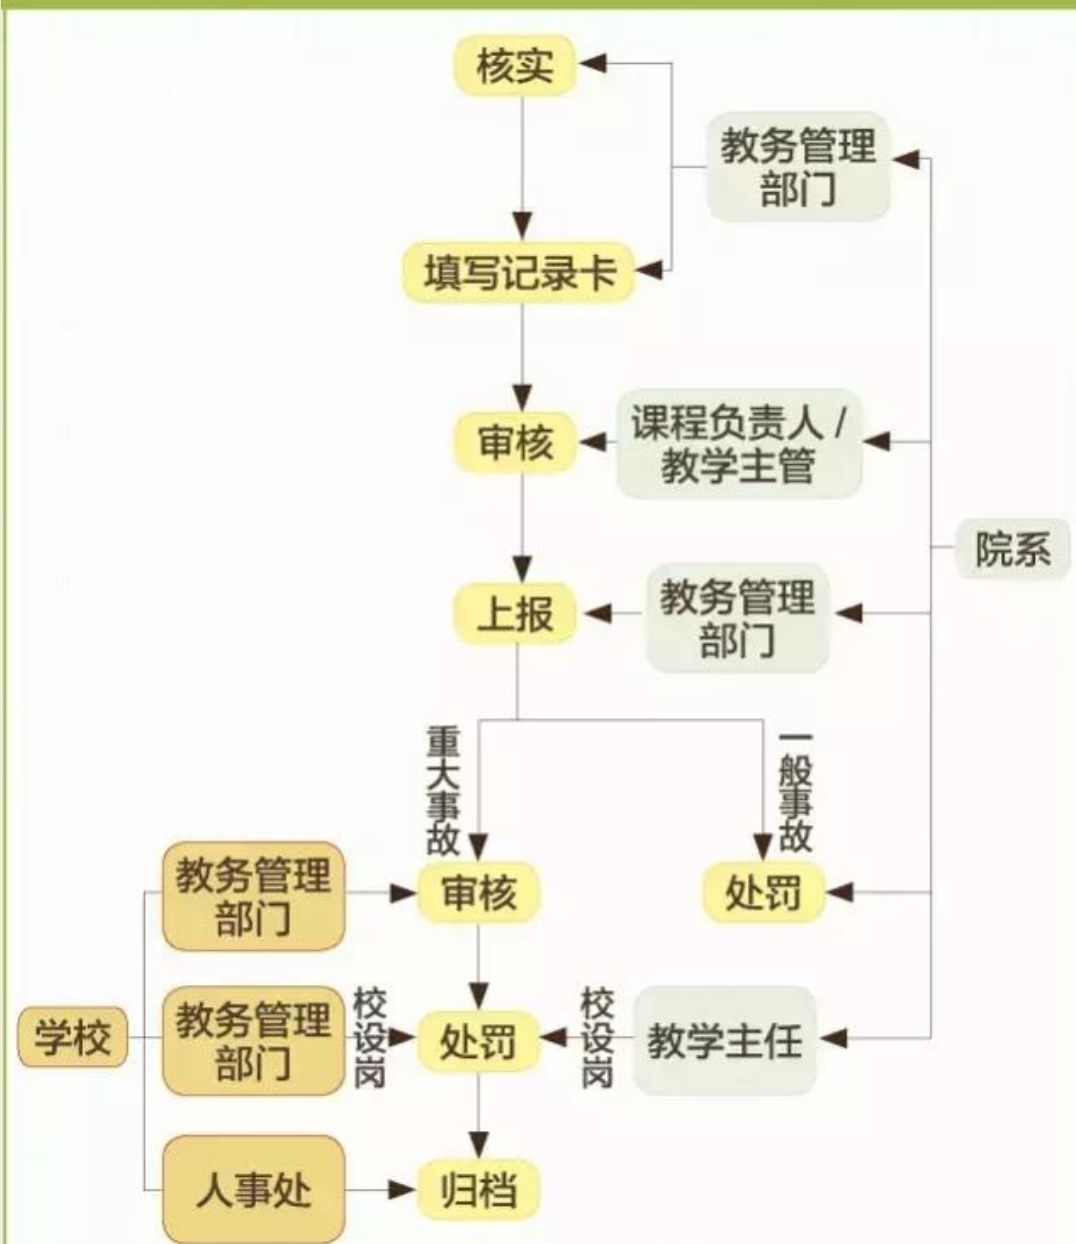 核实
教务管理
部门
填写记录卡
课程负责人 /
教学主管
审核
院系
教务管理
部门
上报
重大事故
一般事故
教务管理
部门
审核
处罚
学校
教务管理
部门
校设岗
处罚
校设岗
教学主任
人事处
归档